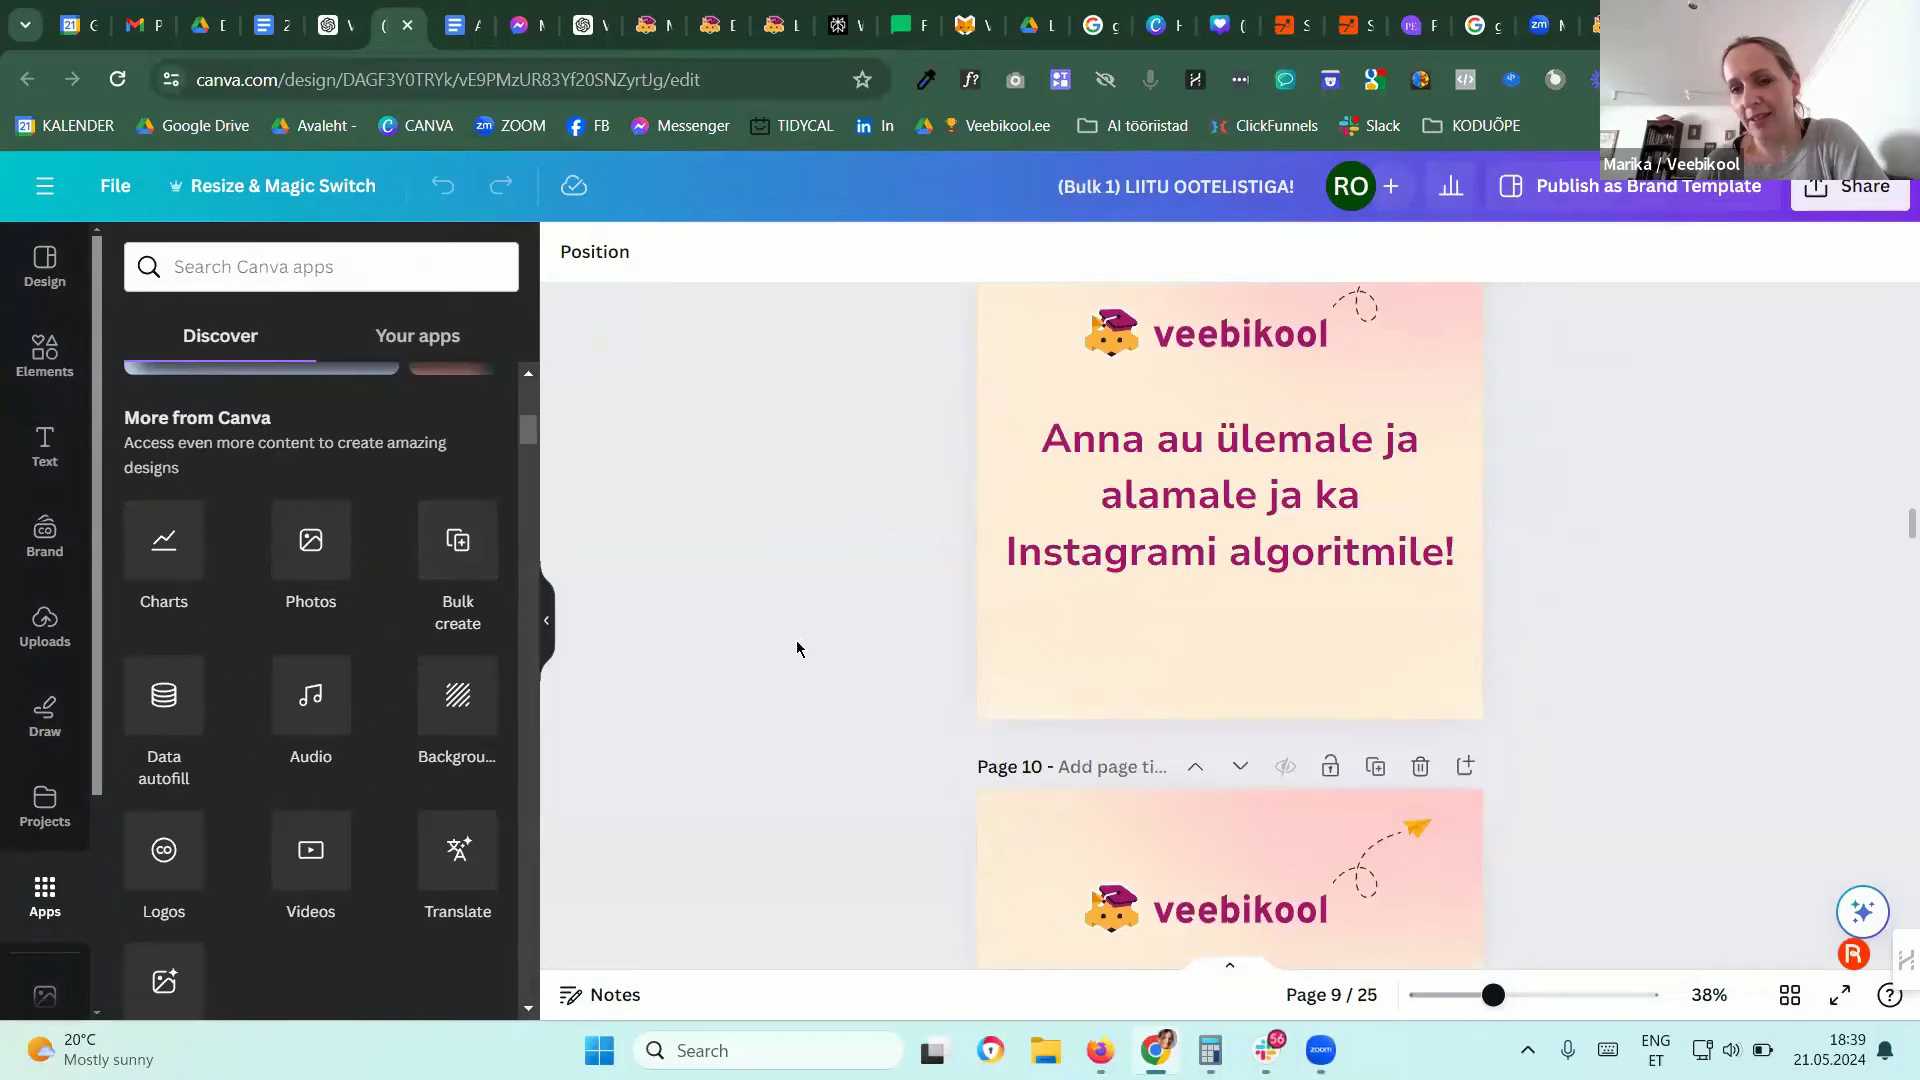 canva.com/design/DAGF3Y0TRYk/vE9PMzUR83Yf20SNZyrtJg/edit
KALENDER
Google Drive
Avaleht -
CANVA
ZOOM
FB
Messenger
TIDYCAL
In
Veebikool.ee
AI tööriistad
ClickFunnels
Slack
KODUÕPE
Marika / Veebikool
File
Resize & Magic Switch
(Bulk 1) LIITU OOTELISTIGA!
RO
Publish as Brand Template
Share
Design
Elements
Text
Brand
Uploads
Draw
Projects
Apps
Search Canva apps
Discover
Your apps
More from Canva
Access even more content to create amazing
designs
Charts
Photos
Bulk
create
Data
autofill
Audio
Backgrou...
Logos
Videos
Translate
Position
veebikool
Anna au ülemale ja
alamale ja ka
Instagrami algoritmile!
Page 10 - Add page ti...
veebikool
Notes
Page 9 / 25
38%
20°C
Mostly sunny
Search
56
zoom
ENG
ET
18:39
21.05.2024